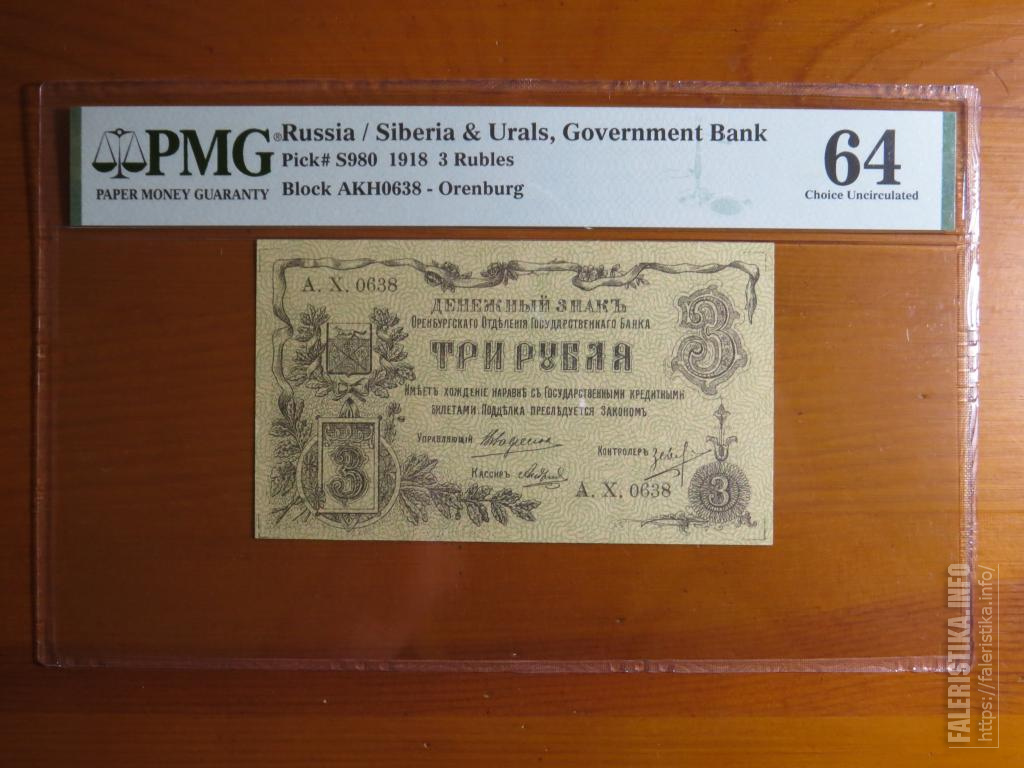 PMG®
PAPER MONEY GUARANTY
Russia / Siberia & Urals, Government Bank
Pick# S980 1918 3 Rubles
Block AKH0638 - Orenburg
64
Choice Uncirculated
А. Х. 0638
ДЕНЕЖНЫЙ ЗНАКЪ
Оренбургскаго Отдѣленія Государственнаго Банка
ТРИ РУБЛЯ
3
Имѣетъ хожденіе наравнѣ съ Государственными кредитными
билетами. Поддѣлка преслѣдуется Закономъ
Управляющій
Контролеръ
Кассиръ
3
А. Х. 0638
3
FALERISTIKA.INFO
https://faleristika.info/